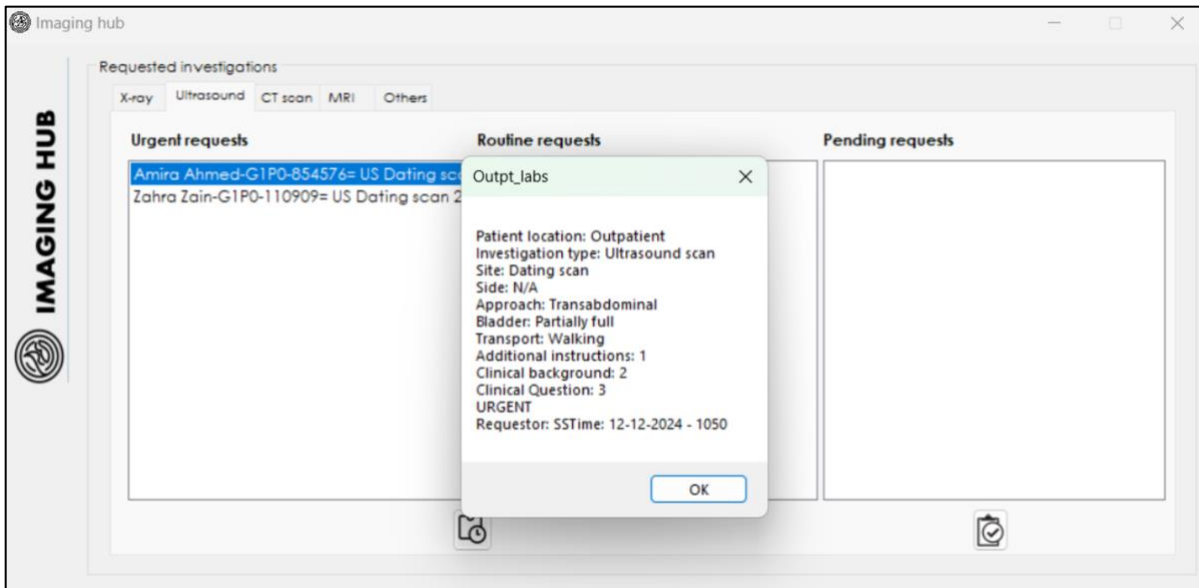 Imaging hub
IMAGING HUB
Requested investigations
X-ray Ultrasound CT scan MRI Others
Urgent requests Routine requests Pending requests
Amira Ahmed-G1P0-854576= US Dating
Zahra Zain-G1P0-110909= US Dating scan 2
Outpt_labs
Patient location: Outpatient
Investigation type: Ultrasound scan
Site: Dating scan
Side: N/A
Approach: Transabdominal
Bladder: Partially full
Transport: Walking
Additional instructions: 1
Clinical background: 2
Clinical Question: 3
URGENT
Requestor: SSTime: 12-12-2024 - 1050
OK